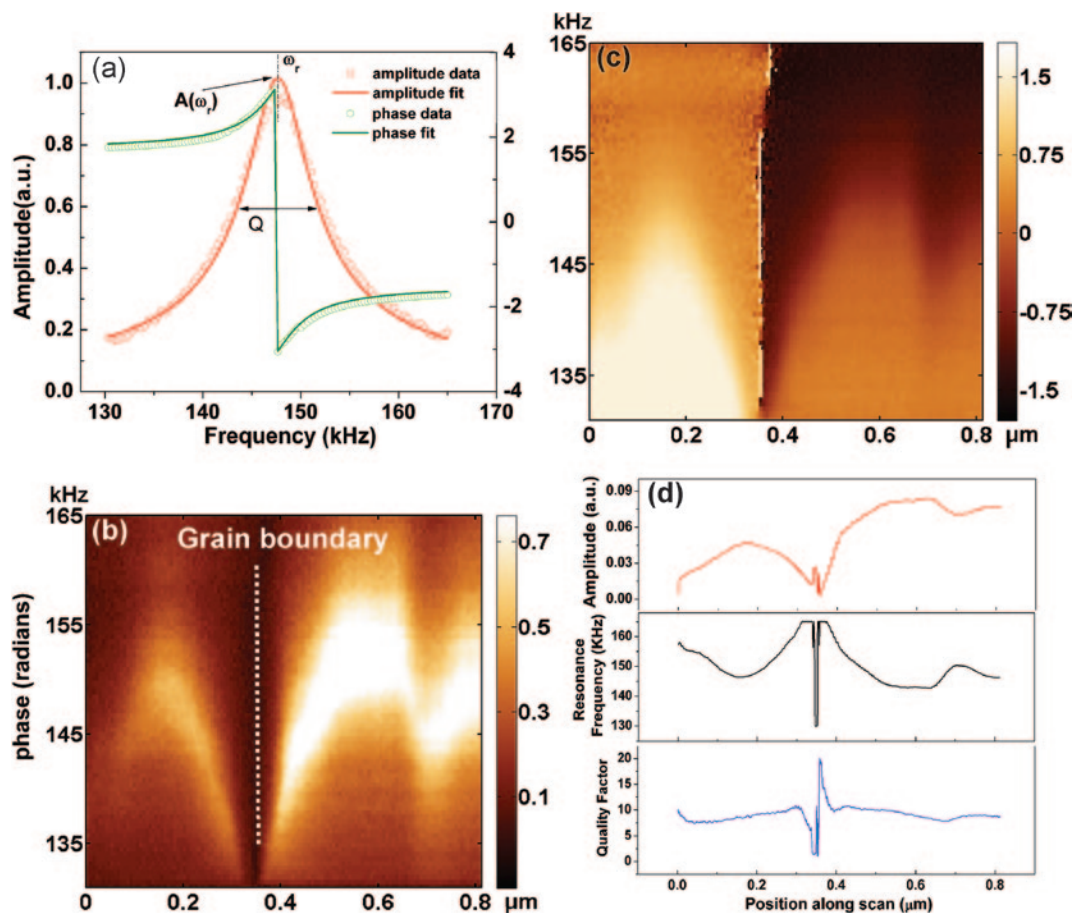 (a)
Amplitude(a.u.)
1.0
0.8
0.6
0.4
0.2
0.0
130
140
150
160
170
Frequency (kHz)
4
2
0
-2
-4
ωr
A(ωr)
Q
amplitude data
amplitude fit
phase data
phase fit
kHz
(c)
165
155
145
135
0
0.2
0.4
0.6
0.8
µm
1.5
0.75
0
-0.75
-1.5
kHz
(b)
Grain boundary
phase (radians)
165
155
145
135
0
0.2
0.4
0.6
0.8
µm
0.7
0.5
0.3
0.1
(d)
Amplitude (a.u.)
0.09
0.06
0.03
0.00
Resonance
Frequency (KHz)
160
150
140
130
Quality Factor
20
15
10
5
0
0.0
0.2
0.4
0.6
0.8
Position along scan (µm)